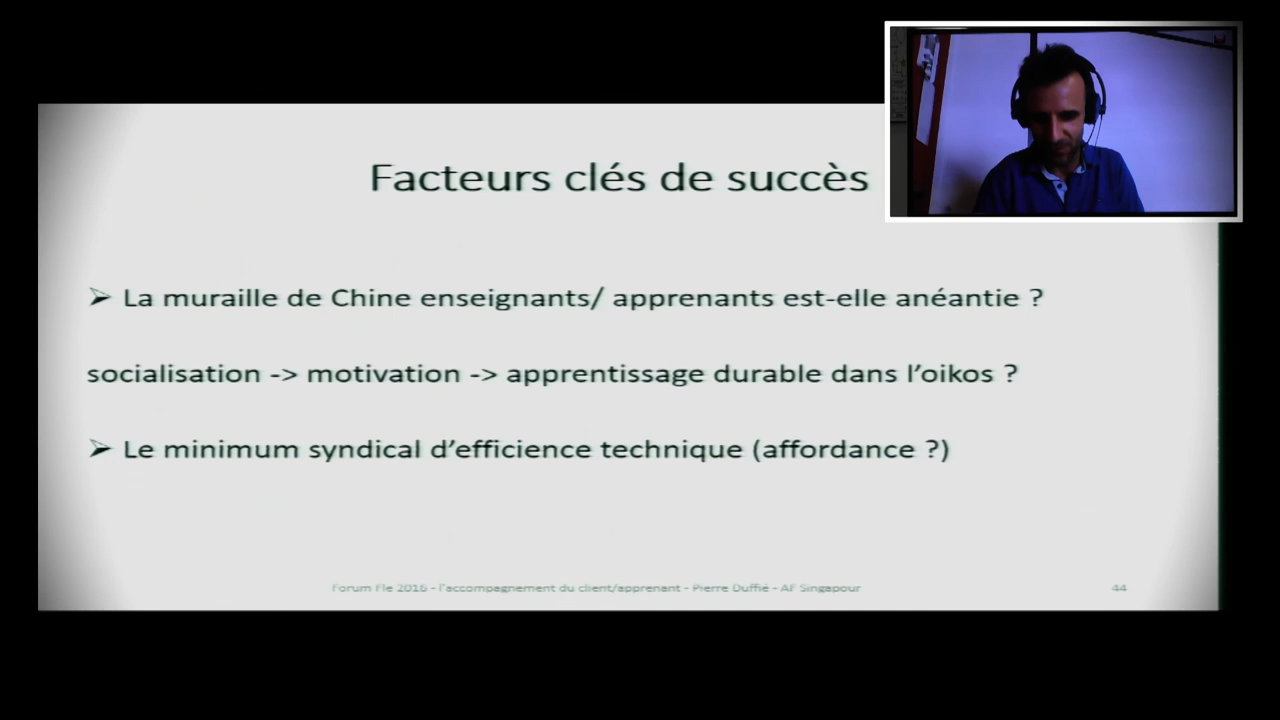 Facteurs clés de succès
➢ La muraille de Chine enseignants/ apprenants est-elle anéantie ?
socialisation -> motivation -> apprentissage durable dans l’oikos ?
➢ Le minimum syndical d’efficience technique (affordance ?)
Forum Fle 2016 - l’accompagnement du client/apprenant - Pierre Duffié - AF Singapour
44